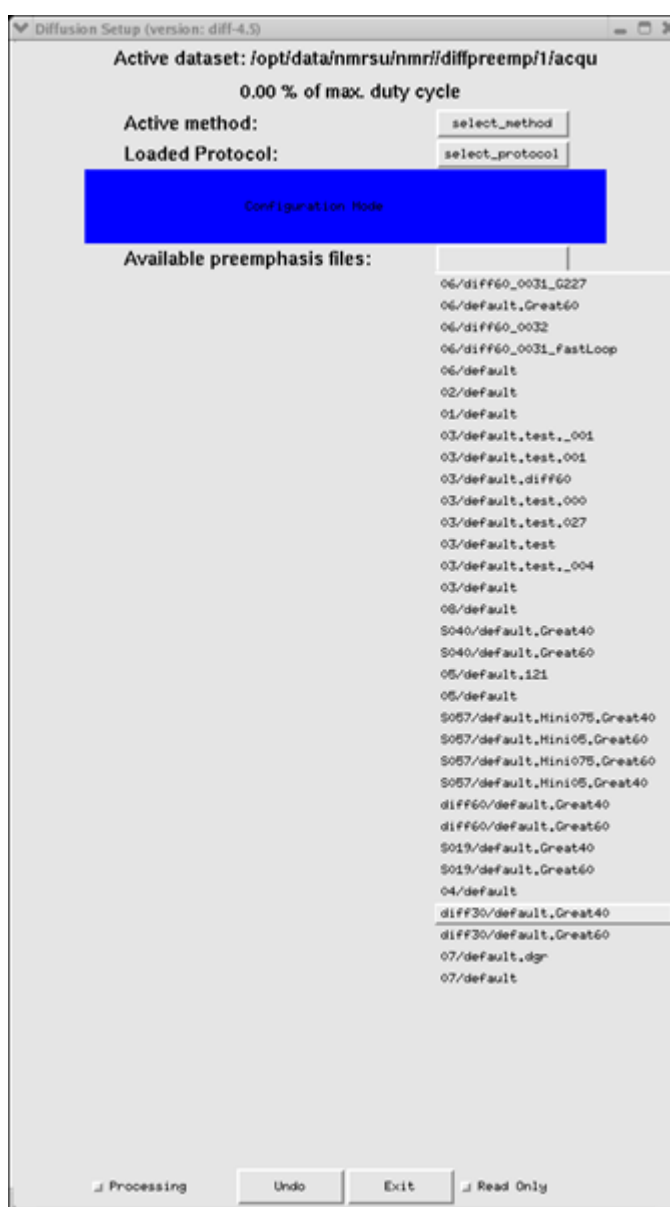 Diffusion Setup (version: diff-4.5)
Active dataset: /opt/data/nmrsu/nmr//diffpreemp/1/acqu
0.00 % of max. duty cycle
Active method: select_method
Loaded Protocol: select_protocol
Configuration Mode
Available preemphasis files:
06/diff60_0031_G227
06/default.Great60
06/diff60_0032
06/diff60_0031_fastLoop
06/default
02/default
01/default
03/default.test._001
03/default.test.001
03/default.diff60
03/default.test.000
03/default.test.027
03/default.test
03/default.test._004
03/default
08/default
S040/default.Great40
S040/default.Great60
05/default.121
05/default
S057/default.Mini075.Great40
S057/default.Mini05.Great60
S057/default.Mini075.Great60
S057/default.Mini05.Great40
diff60/default.Great40
diff60/default.Great60
S019/default.Great40
S019/default.Great60
04/default
diff30/default.Great40
diff30/default.Great60
07/default.dgr
07/default
Processing Undo Exit Read Only